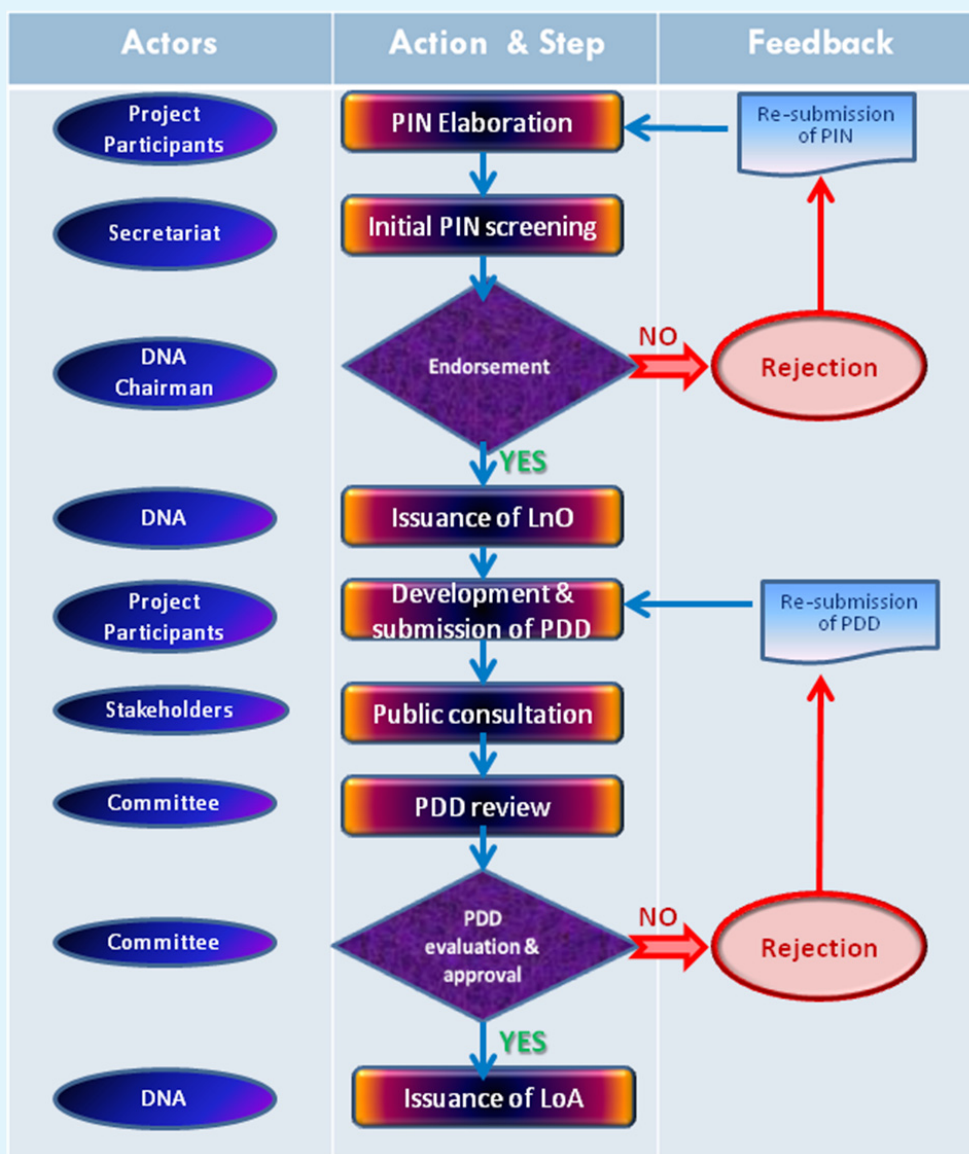 Actors
Action & Step
Feedback
Project
Participants
PIN Elaboration
Re-submission
of PIN
Secretariat
Initial PIN screening
DNA
Chairman
Endorsement
NO
Rejection
YES
DNA
Issuance of LnO
Project
Participants
Development &
submission of PDD
Re-submission
of PDD
Stakeholders
Public consultation
Committee
PDD review
Committee
PDD
evaluation &
approval
NO
Rejection
YES
DNA
Issuance of LoA